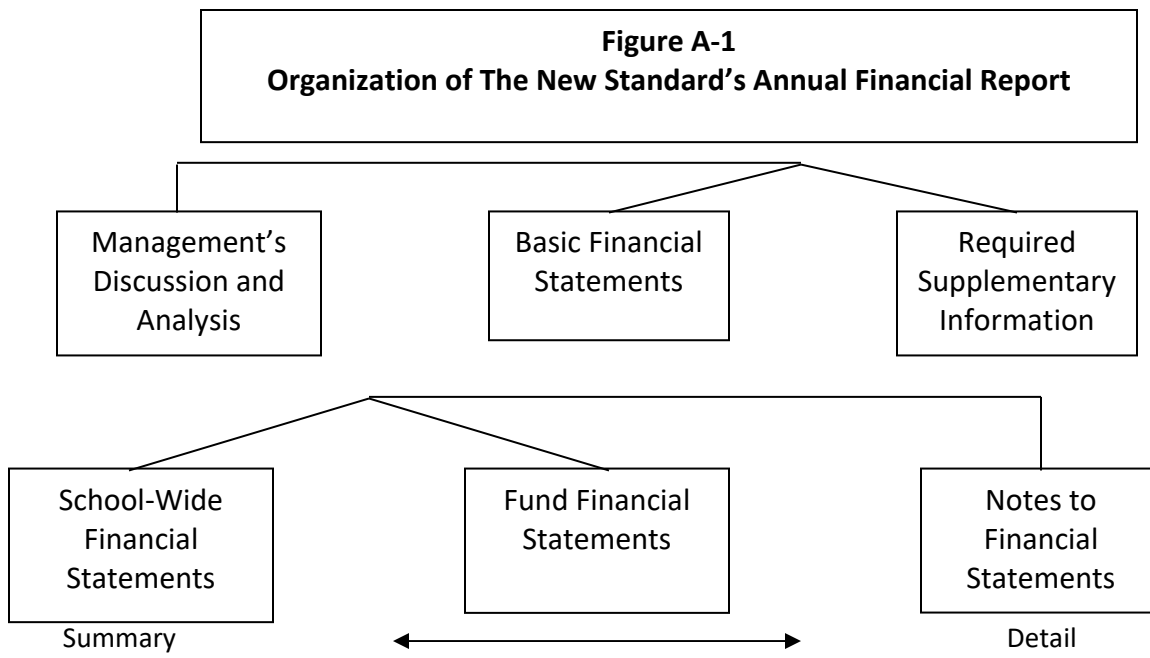 Figure A-1
Organization of The New Standard’s Annual Financial Report
Management’s
Discussion and
Analysis
Basic Financial
Statements
Required
Supplementary
Information
School-Wide
Financial
Statements
Fund Financial
Statements
Notes to
Financial
Statements
Summary
Detail